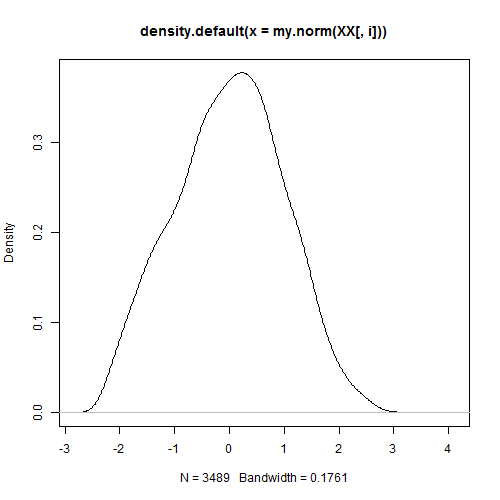 density.default(x = my.norm(XX[, i]))
Density
0.3
0.2
0.1
0.0
-3 -2 -1 0 1 2 3 4
N = 3489 Bandwidth = 0.1761